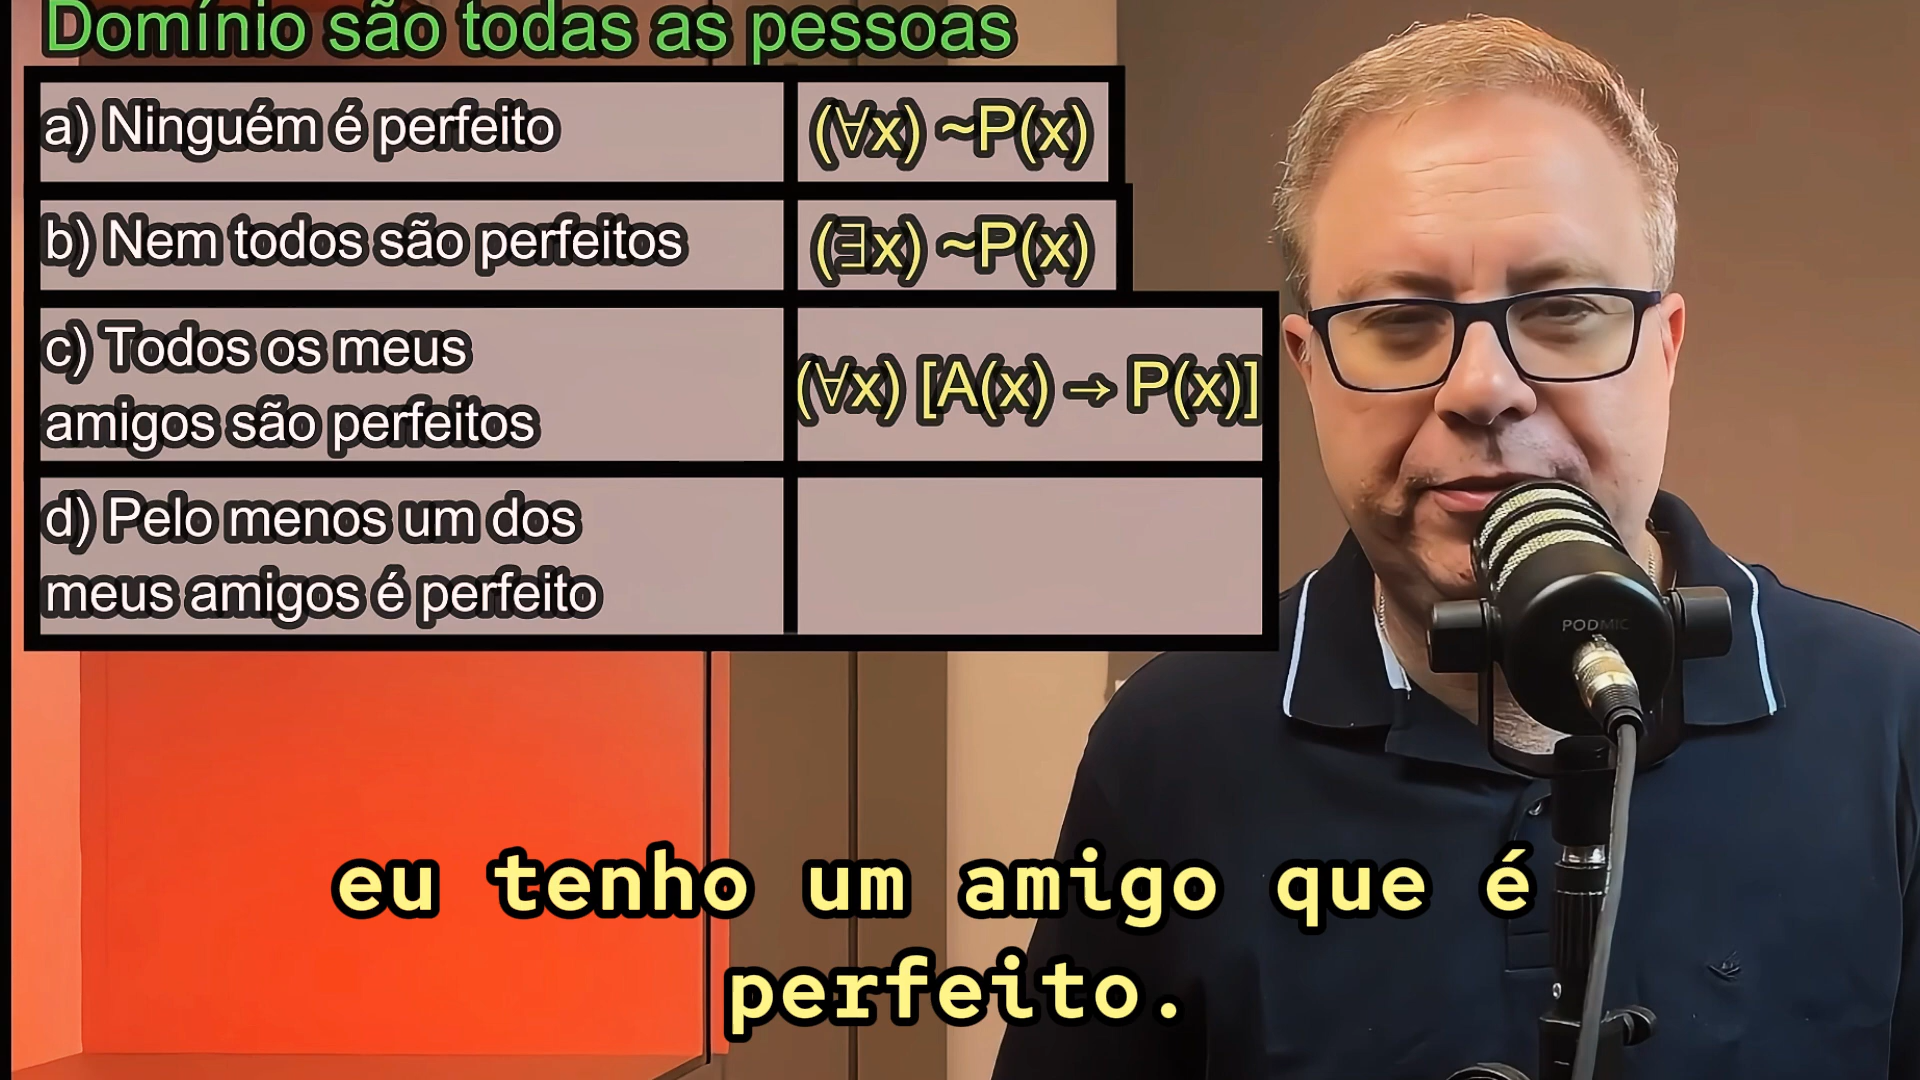 Domínio são todas as pessoas
a) Ninguém é perfeito
(∀x) ~P(x)
b) Nem todos são perfeitos
(∃x) ~P(x)
c) Todos os meus
amigos são perfeitos
(∀x) [A(x) → P(x)]
d) Pelo menos um dos
meus amigos é perfeito
PODMIC
eu tenho um amigo que é
perfeito.